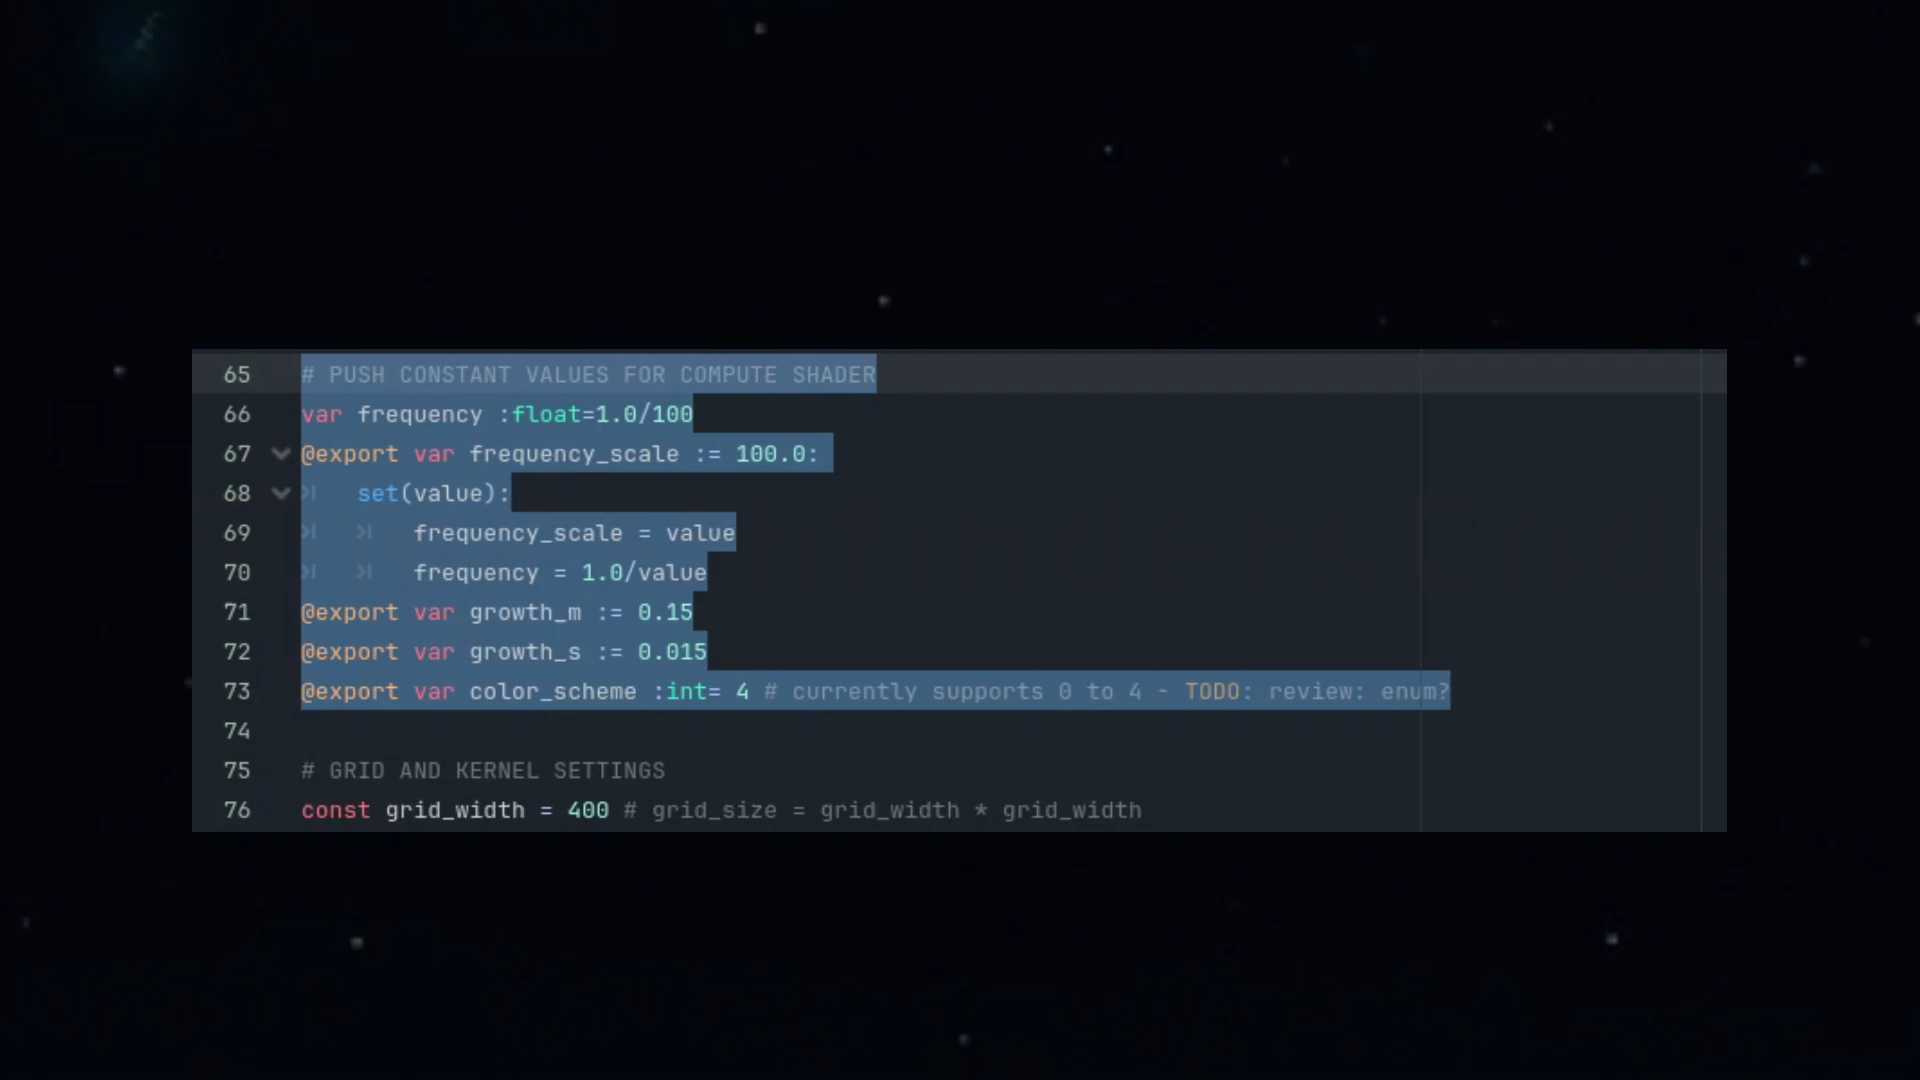 65 # PUSH CONSTANT VALUES FOR COMPUTE SHADER
66 var frequency :float=1.0/100
67 @export var frequency_scale := 100.0:
68 set(value):
69 frequency_scale = value
70 frequency = 1.0/value
71 @export var growth_m := 0.15
72 @export var growth_s := 0.015
73 @export var color_scheme :int= 4 # currently supports 0 to 4 - TODO: review: enum?
74
75 # GRID AND KERNEL SETTINGS
76 const grid_width = 400 # grid_size = grid_width * grid_width